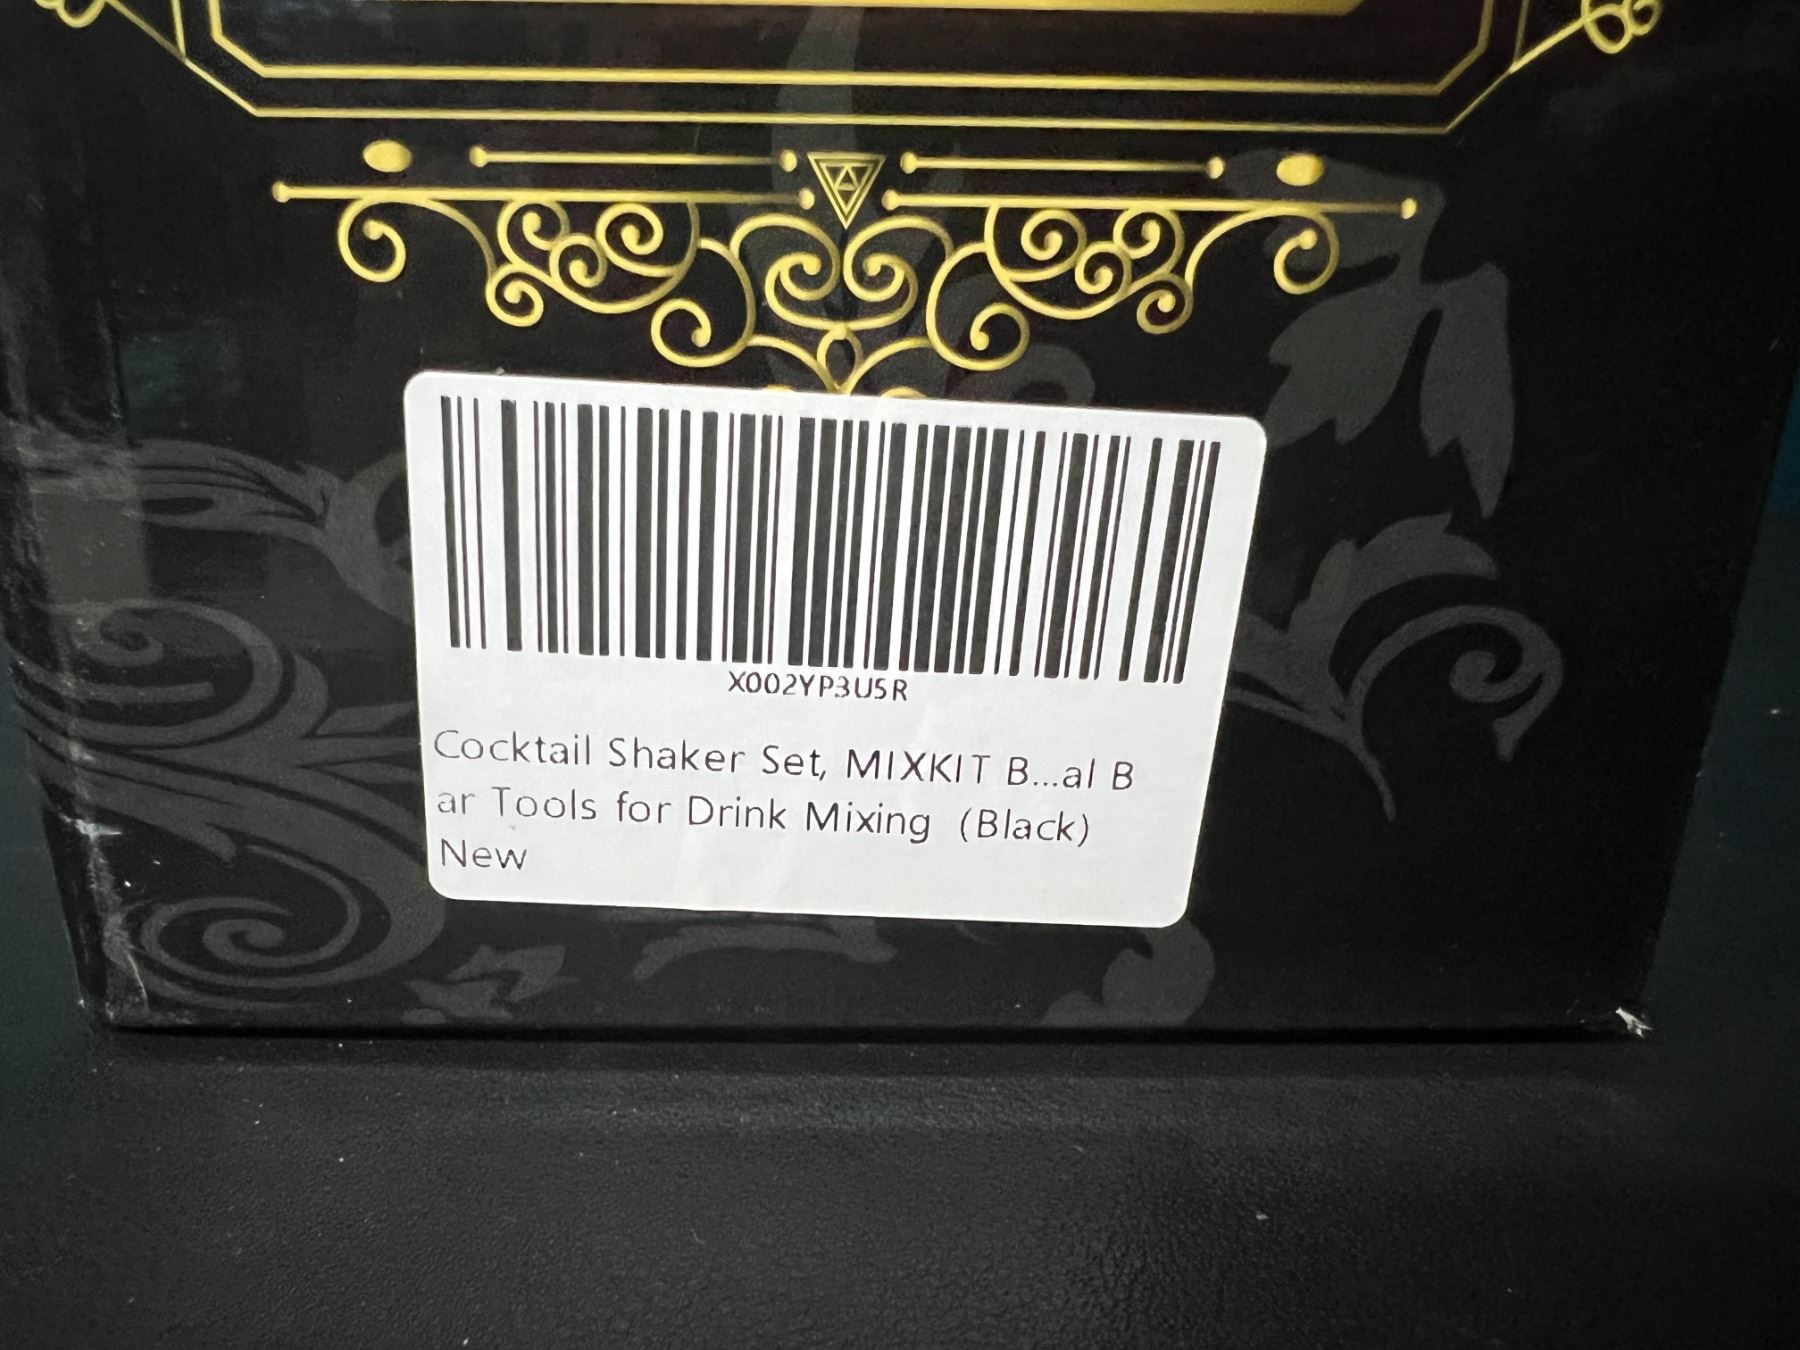 X002YP3U5R
Cocktail Shaker Set, MIXKIT B...al B
ar Tools for Drink Mixing (Black)
New